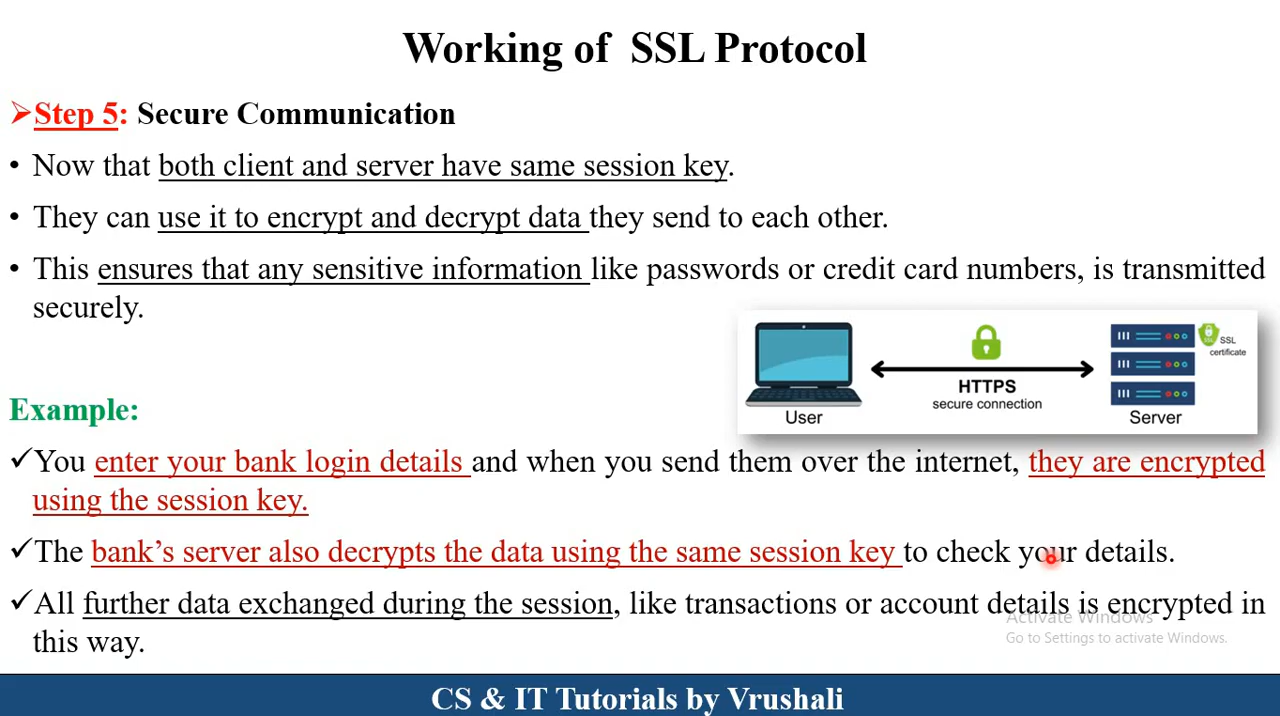 Working of SSL Protocol
➢Step 5: Secure Communication
• Now that both client and server have same session key.
• They can use it to encrypt and decrypt data they send to each other.
• This ensures that any sensitive information like passwords or credit card numbers, is transmitted
securely.
SSL
certificate
HTTPS
secure connection
User
Server
Example:
✓You enter your bank login details and when you send them over the internet, they are encrypted
using the session key.
✓The bank’s server also decrypts the data using the same session key to check your details.
✓All further data exchanged during the session, like transactions or account details is encrypted in
this way.
Activate Windows
Go to Settings to activate Windows.
CS & IT Tutorials by Vrushali